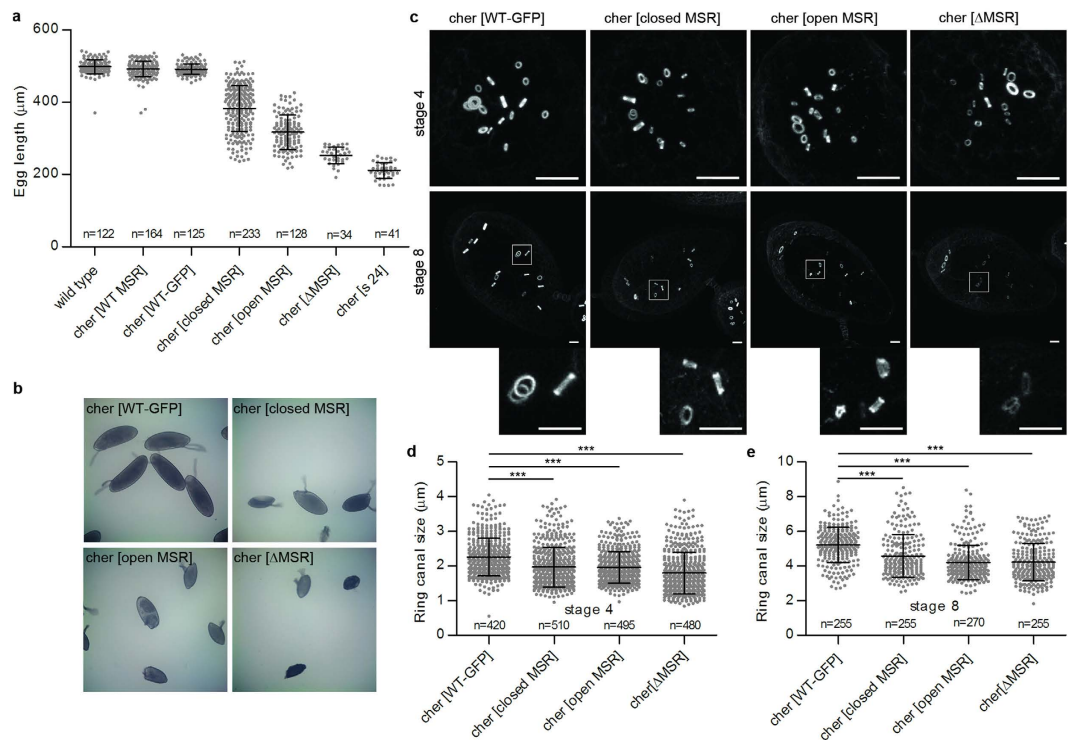 a
600
400
200
0
Egg length (μm)
n=122
n=164
n=125
n=233
n=128
n=34
n=41
wild type
cher [WT MSR]
cher [WT-GFP]
cher [closed MSR]
cher [open MSR]
cher [ΔMSR]
cher [s 24]
b
cher [WT-GFP]
cher [closed MSR]
cher [open MSR]
cher [ΔMSR]
c
cher [WT-GFP]
cher [closed MSR]
cher [open MSR]
cher [ΔMSR]
stage 4
stage 8
d
***
***
***
5
4
3
2
1
0
Ring canal size (μm)
stage 4
n=420
n=510
n=495
n=480
cher [WT-GFP]
cher [closed MSR]
cher [open MSR]
cher[ΔMSR]
e
***
***
***
10
8
6
4
2
0
Ring canal size (μm)
stage 8
n=255
n=255
n=270
n=255
cher [WT-GFP]
cher [closed MSR]
cher [open MSR]
cher[ΔMSR]